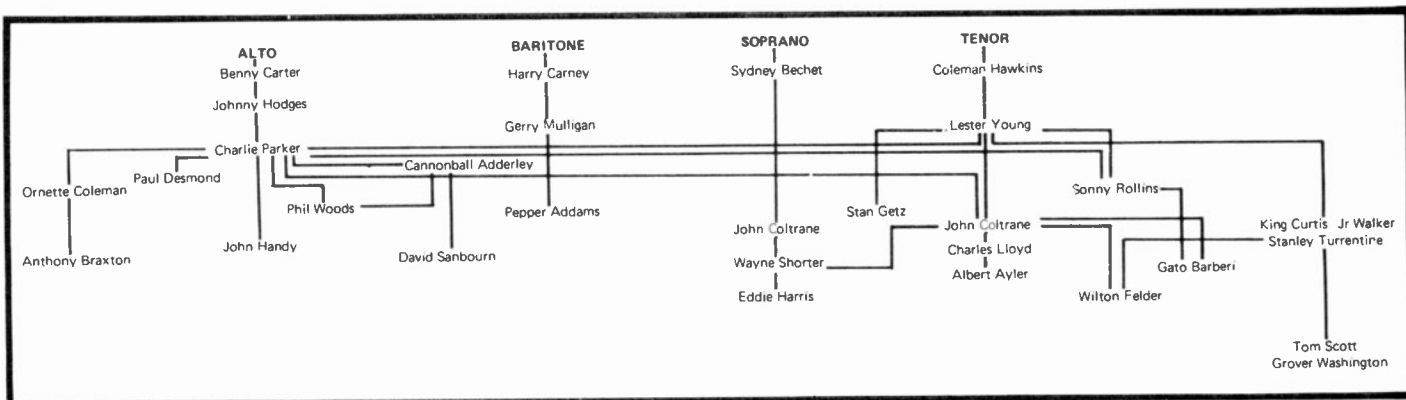 ALTO
Benny Carter
Johnny Hodges
Charlie Parker
Cannonball Adderley
Paul Desmond
Ornette Coleman
Phil Woods
John Handy
David Sanbourn
Anthony Braxton
BARITONE
Harry Carney
Gerry Mulligan
Pepper Addams
SOPRANO
Sydney Bechet
John Coltrane
Wayne Shorter
Eddie Harris
TENOR
Coleman Hawkins
Lester Young
Sonny Rollins
Stan Getz
John Coltrane
Charles Lloyd
Albert Ayler
Gato Barberi
Wilton Felder
King Curtis Jr Walker
Stanley Turrentine
Tom Scott
Grover Washington